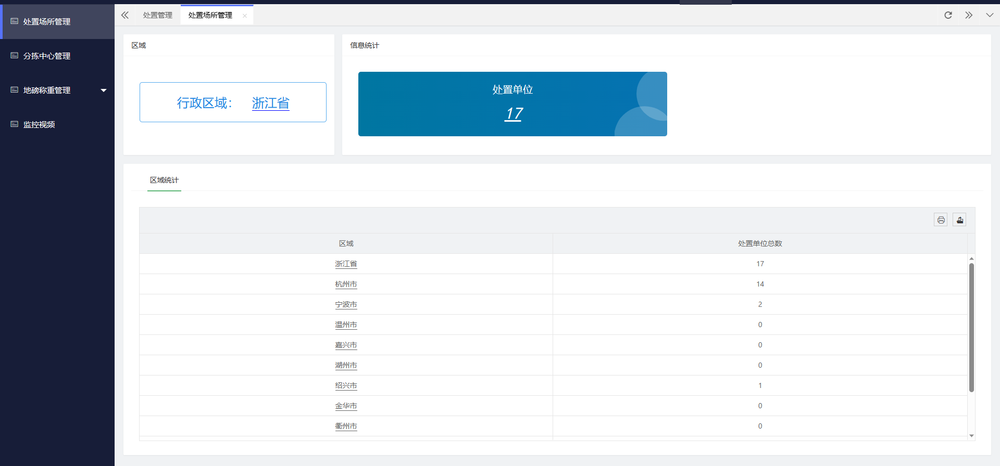 处置场所管理
分拣中心管理
地磅称重管理
监控视频
处置管理
处置场所管理
区域
行政区域： 浙江省
信息统计
处置单位
17
区域统计
区域 处置单位总数
浙江省 17
杭州市 14
宁波市 2
温州市 0
嘉兴市 0
湖州市 0
绍兴市 1
金华市 0
衢州市 0